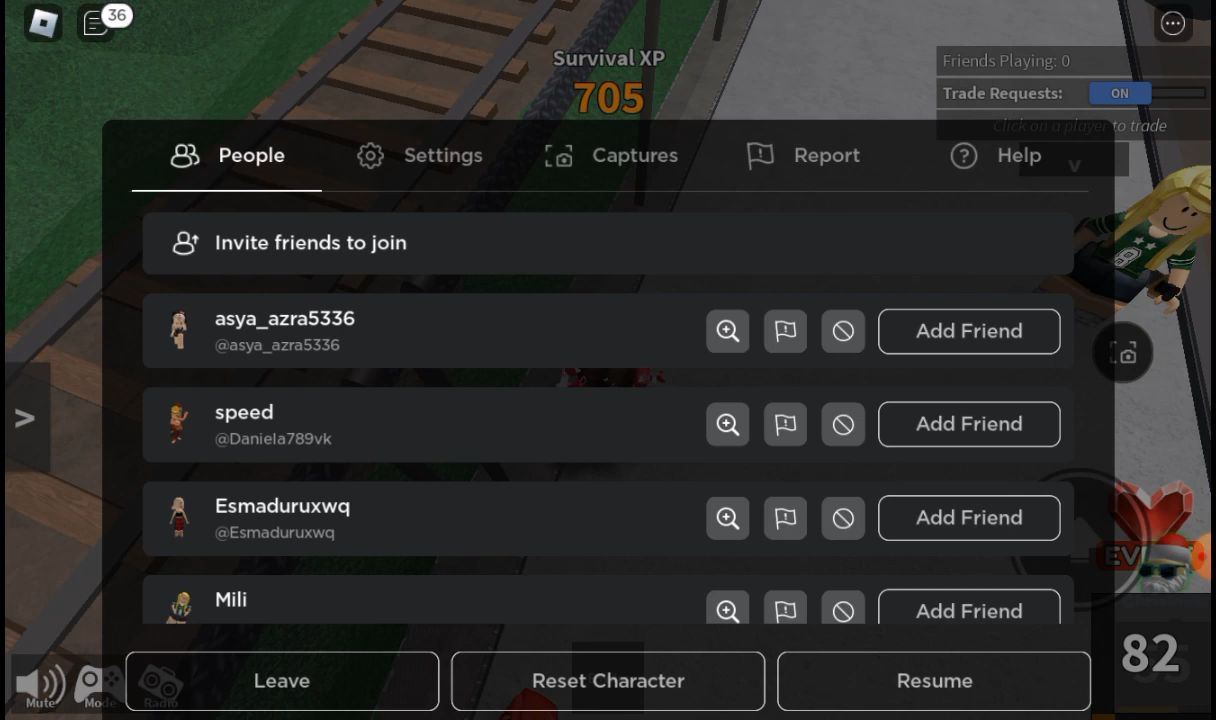 36
Survival XP
705
Friends Playing: 0
Trade Requests: ON
Click on a player to trade
People
Settings
Captures
Report
Help
v
Invite friends to join
asya_azra5336
@asya_azra5336
Add Friend
speed
@Daniela789vk
Add Friend
>
Esmaduruxwq
@Esmaduruxwq
Add Friend
EV
Mili
Add Friend
82
Leave
Reset Character
Resume
Mute
Mode
Radio